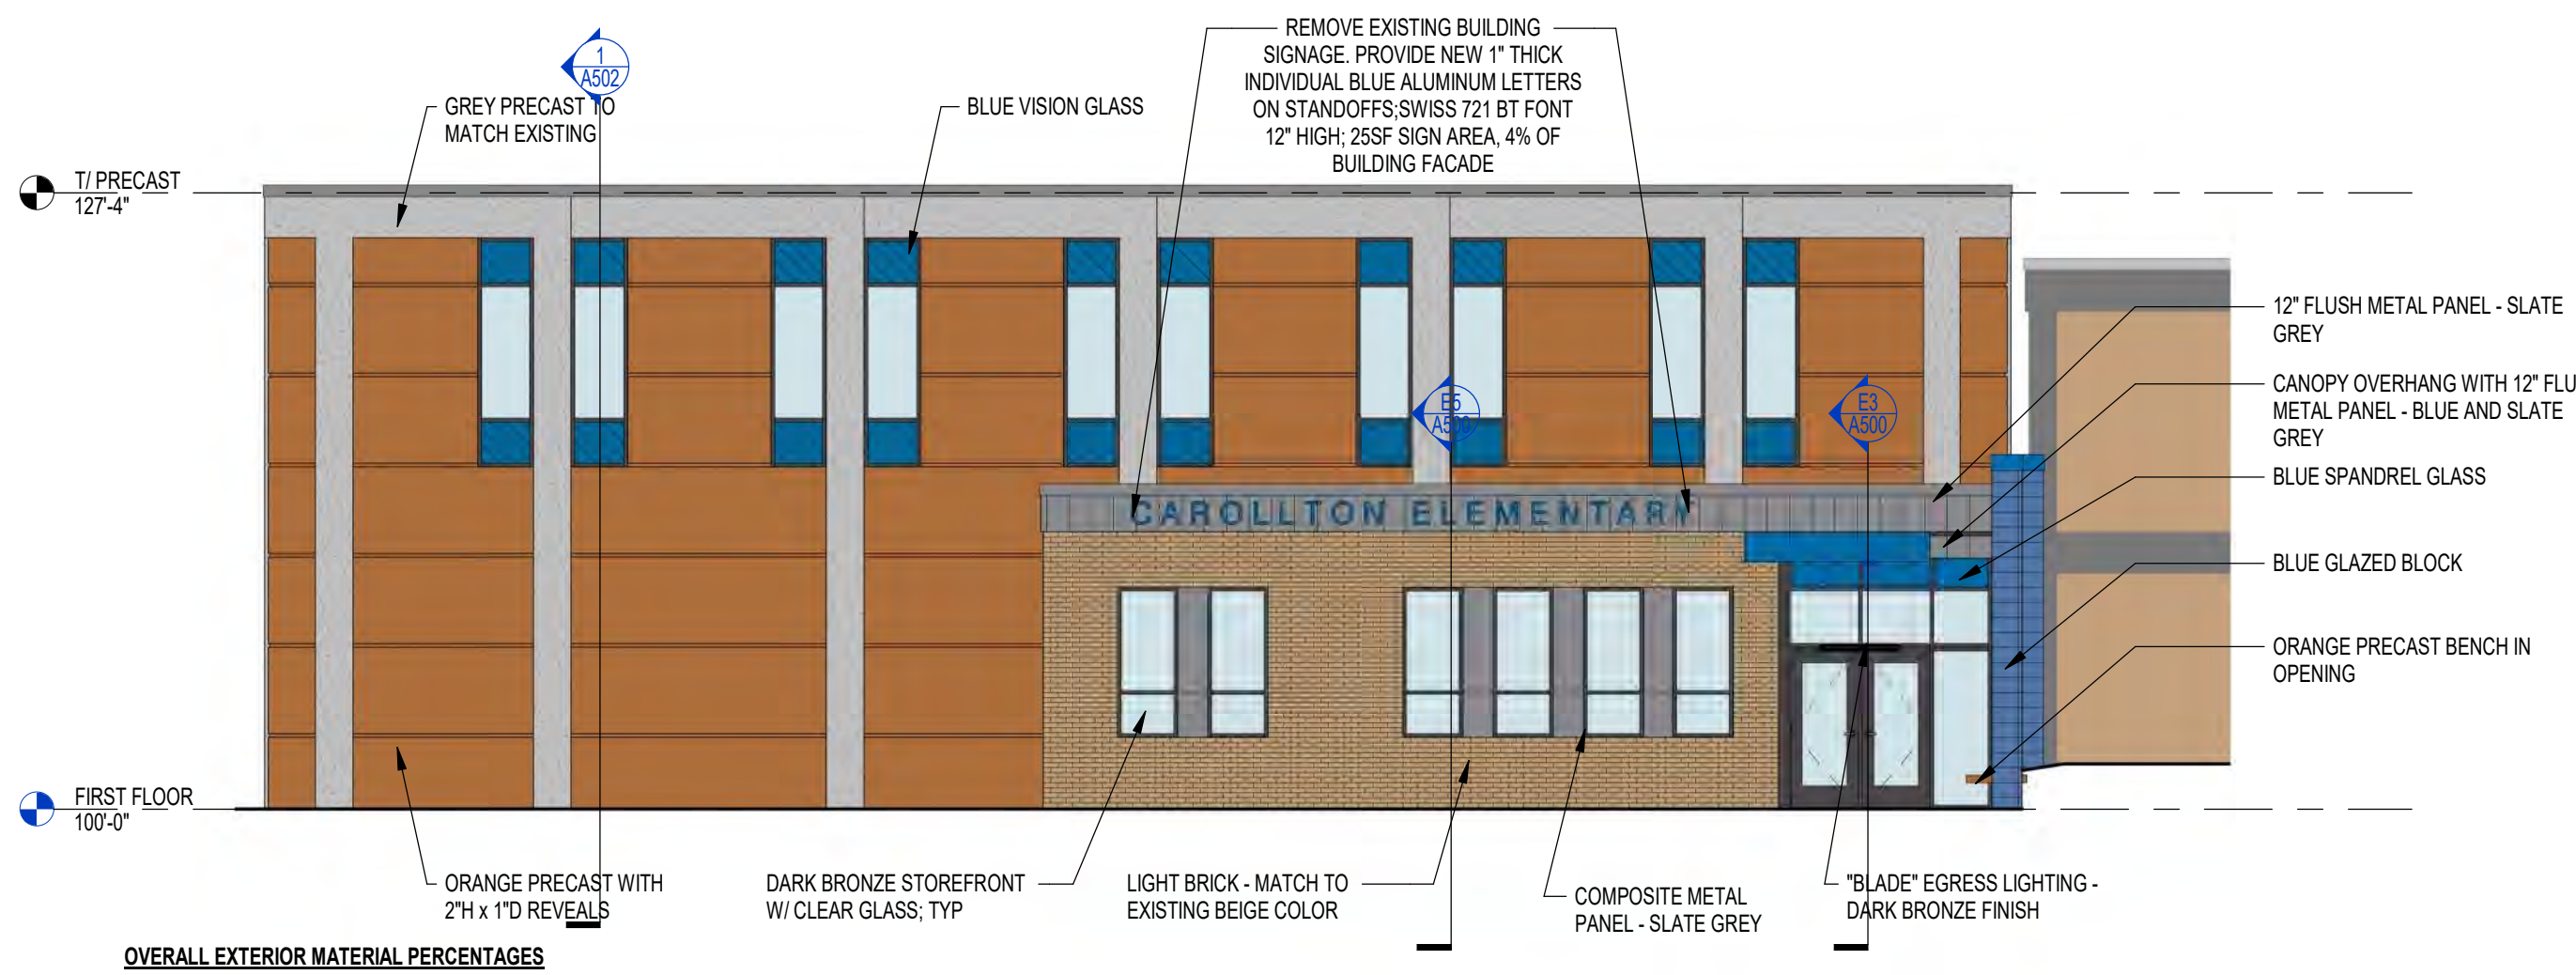 REMOVE EXISTING BUILDING
SIGNAGE. PROVIDE NEW 1" THICK
INDIVIDUAL BLUE ALUMINUM LETTERS
ON STANDOFFS;SWISS 721 BT FONT
12" HIGH; 25SF SIGN AREA, 4% OF
BUILDING FACADE
1
A502
GREY PRECAST TO
MATCH EXISTING
BLUE VISION GLASS
T/ PRECAST
127'-4"
12" FLUSH METAL PANEL - SLATE
GREY
CANOPY OVERHANG WITH 12" FLU
METAL PANEL - BLUE AND SLATE
GREY
E5
A500
E3
A500
BLUE SPANDREL GLASS
CAROLLTON ELEMENTARY
BLUE GLAZED BLOCK
ORANGE PRECAST BENCH IN
OPENING
FIRST FLOOR
100'-0"
ORANGE PRECAST WITH
2"H x 1"D REVEALS
DARK BRONZE STOREFRONT
W/ CLEAR GLASS; TYP
LIGHT BRICK - MATCH TO
EXISTING BEIGE COLOR
COMPOSITE METAL
PANEL - SLATE GREY
"BLADE" EGRESS LIGHTING -
DARK BRONZE FINISH
OVERALL EXTERIOR MATERIAL PERCENTAGES